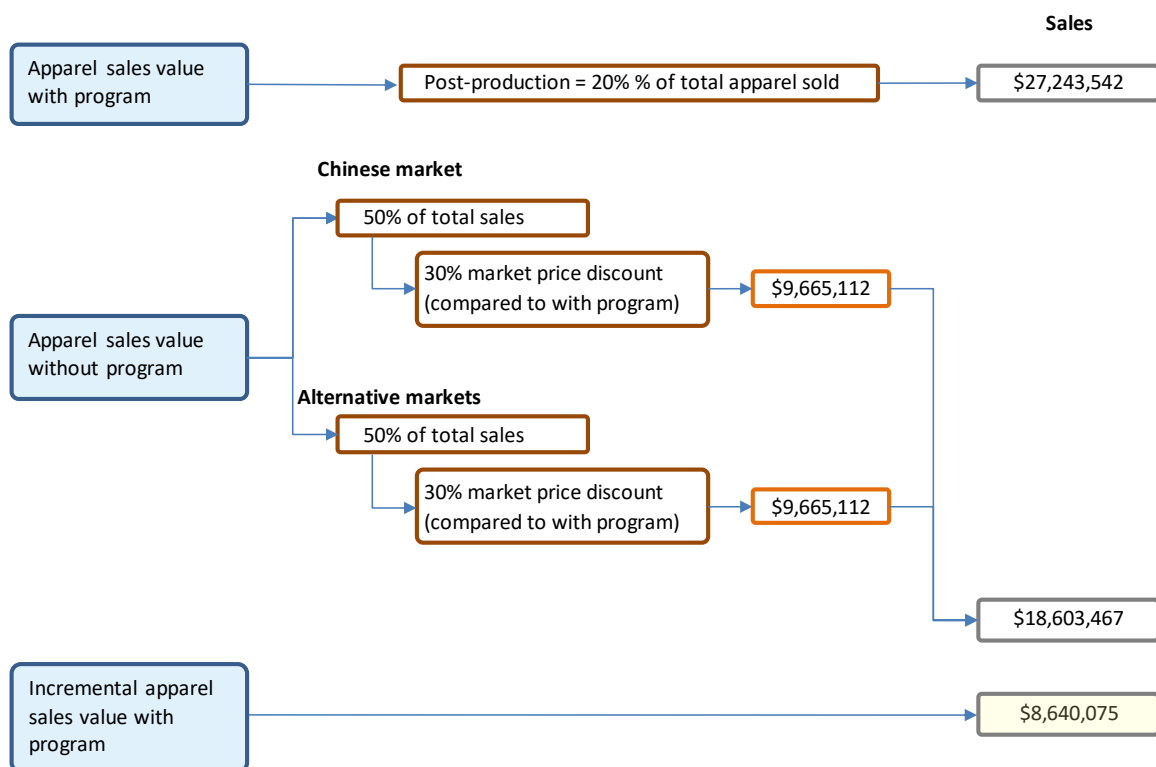 Sales
Apparel sales value
with program
Post-production = 20% % of total apparel sold
$27,243,542
Chinese market
50% of total sales
30% market price discount
(compared to with program)
$9,665,112
Apparel sales value
without program
Alternative markets
50% of total sales
30% market price discount
(compared to with program)
$9,665,112
$18,603,467
Incremental apparel
sales value with
program
$8,640,075